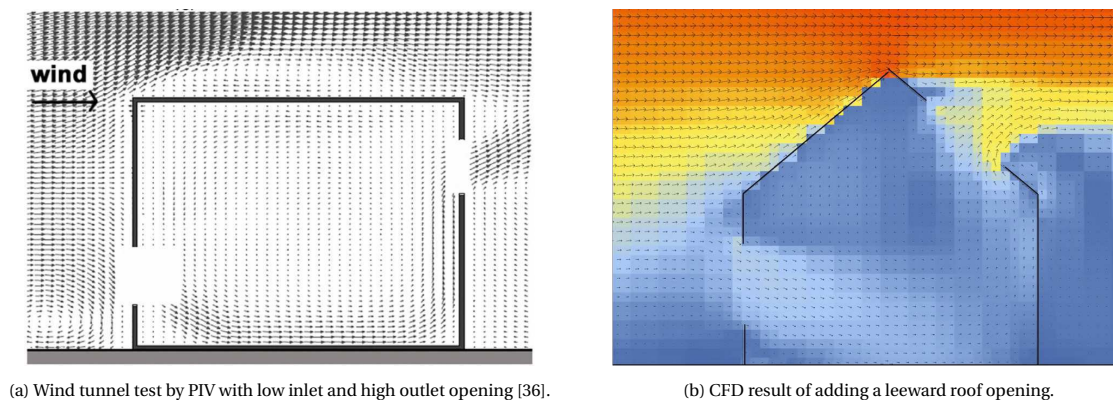 wind
(a) Wind tunnel test by PIV with low inlet and high outlet opening [36].
(b) CFD result of adding a leeward roof opening.